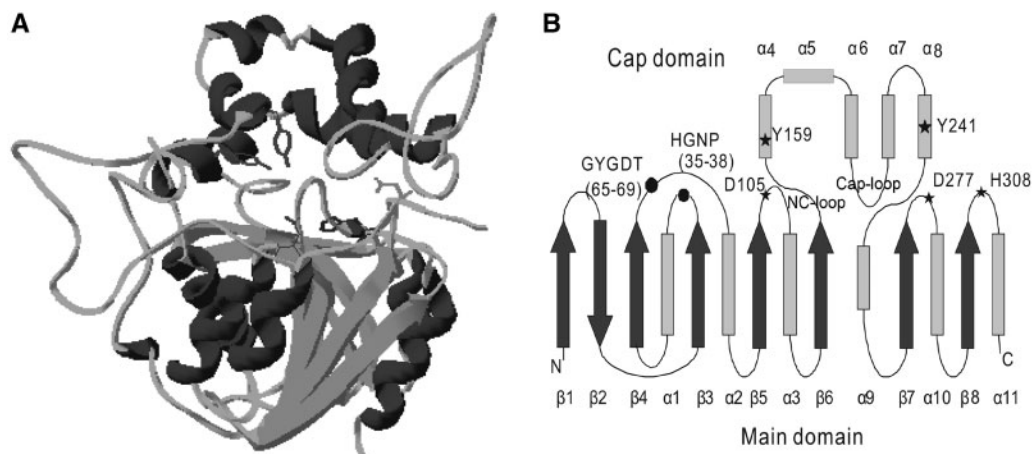 A
B
Cap domain
α4 α5 α6 α7 α8
Y159
Y241
HGNP
(35-38)
GYGDT
(65-69)
D105
NC-loop
Cap-loop
D277
H308
N
C
β1 β2 β4 α1 β3 α2 β5 α3 β6 α9 β7 α10 β8 α11
Main domain